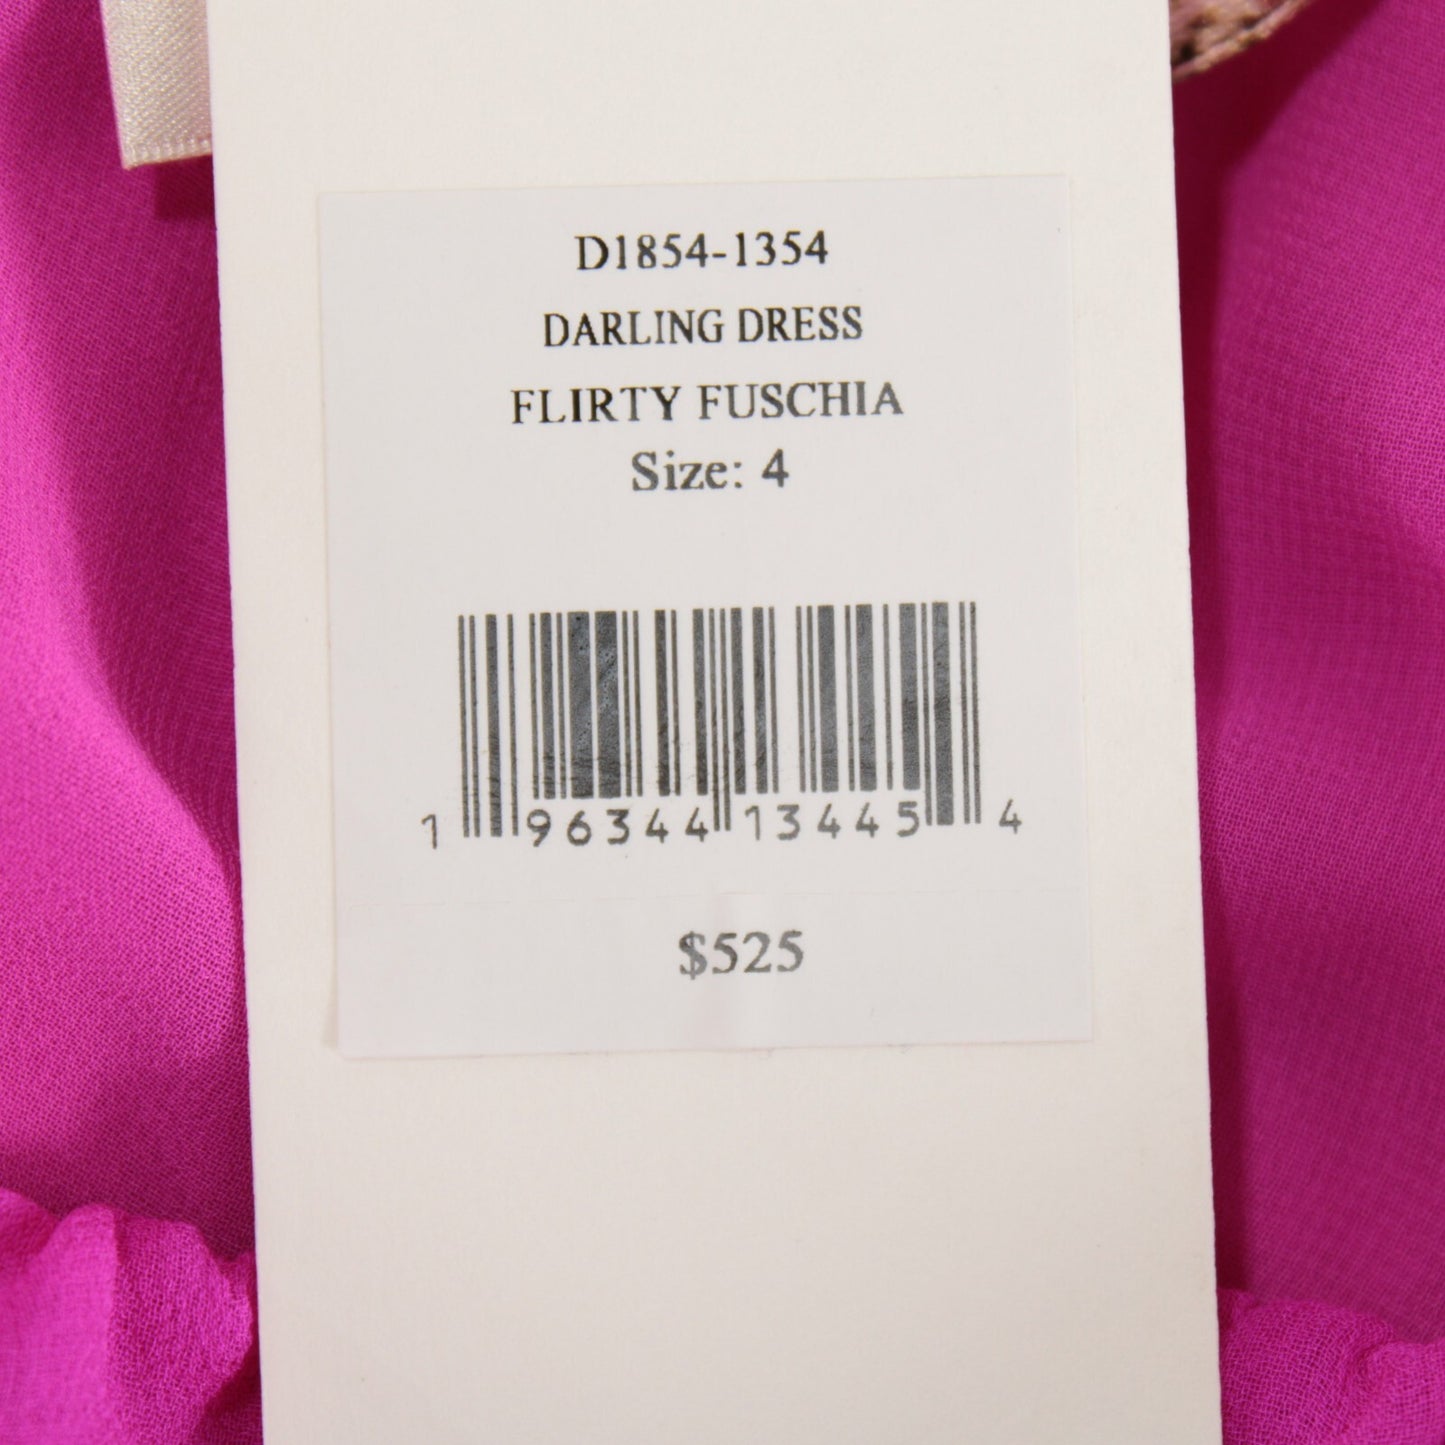 D1854-1354
DARLING DRESS
FLIRTY FUSCHIA
Size: 4
1 96344 13445 4
$525